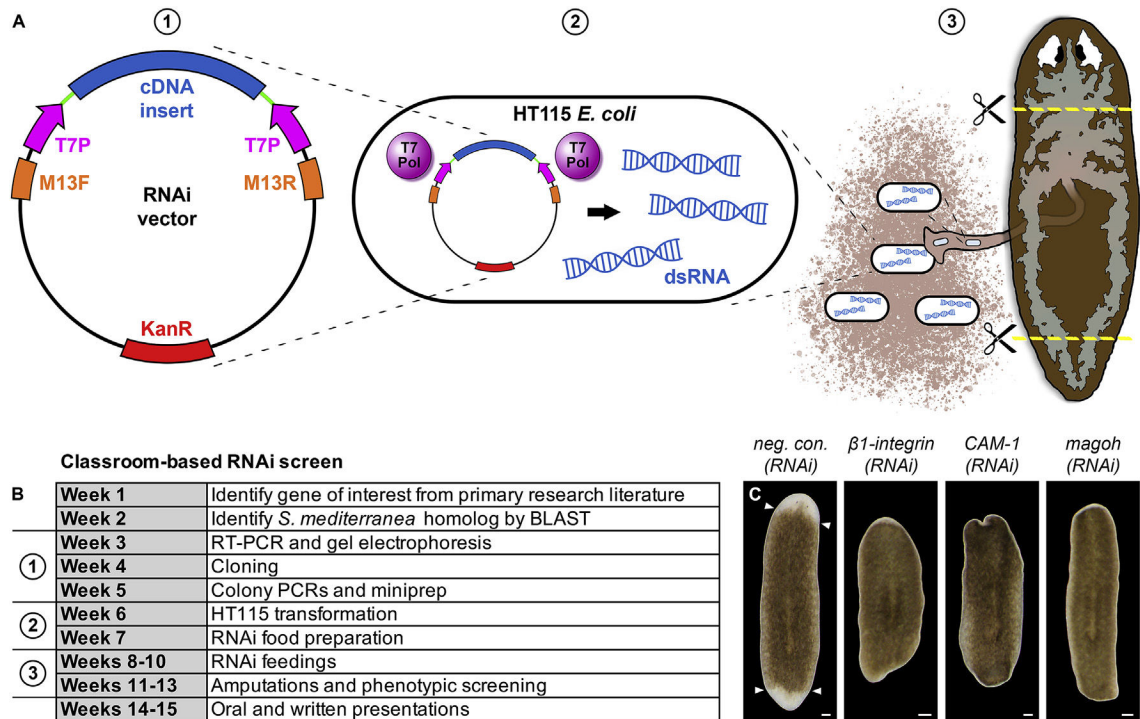 A
1
2
3
cDNA
insert
T7P
T7P
M13F
M13R
RNAi
vector
KanR
HT115 E. coli
T7
Pol
T7
Pol
dsRNA
Classroom-based RNAi screen
B
Week 1 Identify gene of interest from primary research literature
Week 2 Identify S. mediterranea homolog by BLAST
1
Week 3 RT-PCR and gel electrophoresis
Week 4 Cloning
Week 5 Colony PCRs and miniprep
2
Week 6 HT115 transformation
Week 7 RNAi food preparation
3
Weeks 8-10 RNAi feedings
Weeks 11-13 Amputations and phenotypic screening
Weeks 14-15 Oral and written presentations
neg. con.
(RNAi)
β1-integrin
(RNAi)
CAM-1
(RNAi)
magoh
(RNAi)
C